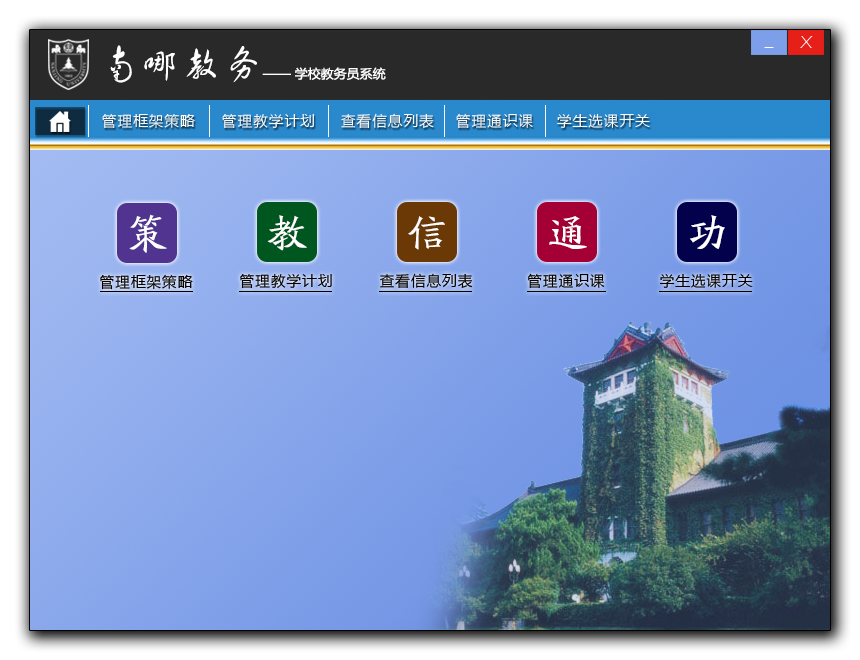 南哪教务——学校教务员系统
管理框架策略 管理教学计划 查看信息列表 管理通识课 学生选课开关
策 教 信 通 功
管理框架策略 管理教学计划 查看信息列表 管理通识课 学生选课开关